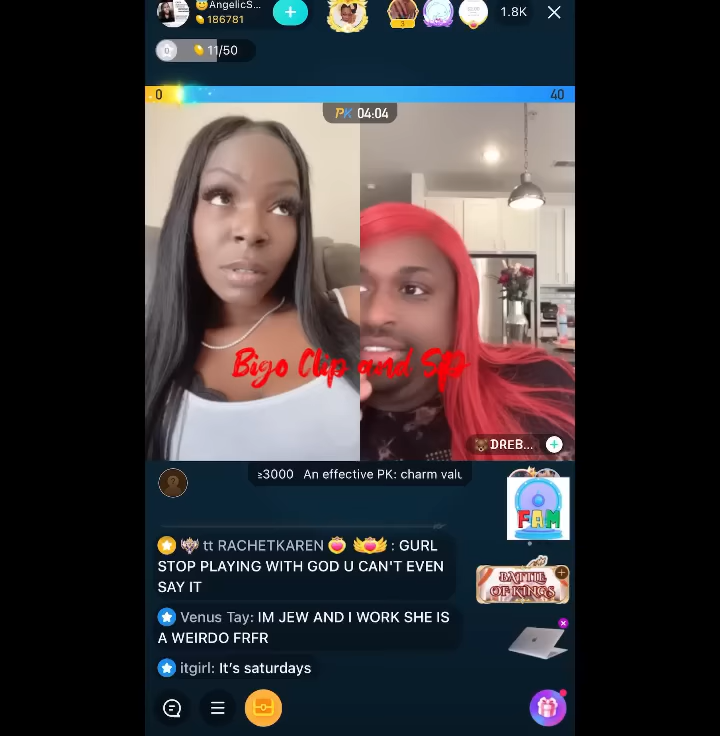 AngelicS...
186781
3
1.8K
11/50
0
40
PK 04:04
Bigo Clip and Sp
DREB...
≥3000 An effective PK: charm valu
FAM
tt RACHETKAREN : GURL
STOP PLAYING WITH GOD U CAN'T EVEN
SAY IT
BATTLE
OF KINGS
Venus Tay: IM JEW AND I WORK SHE IS
A WEIRDO FRFR
itgirl: It's saturdays